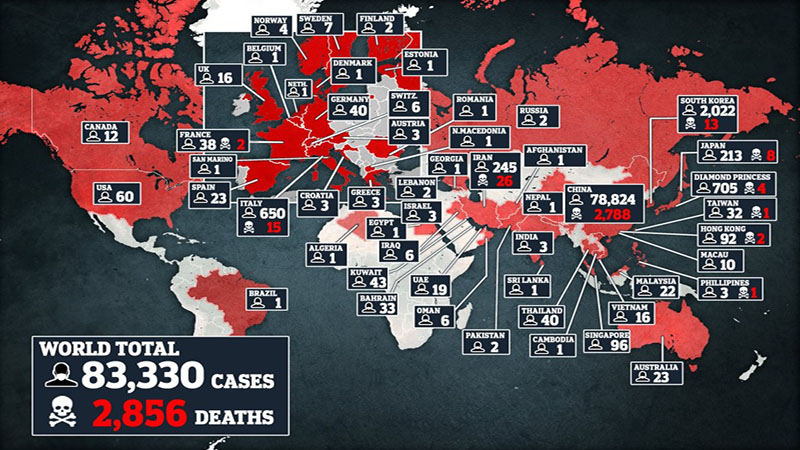 NORWAY
4
SWEDEN
7
FINLAND
2
BELGIUM
1
DENMARK
1
ESTONIA
1
UK
16
NETH.
1
GERMANY
40
SWITZ.
6
ROMANIA
1
RUSSIA
2
SOUTH KOREA
2,022
13
CANADA
12
FRANCE
38 2
AUSTRIA
3
N.MACEDONIA
1
AFGHANISTAN
1
JAPAN
213 8
SAN MARINO
1
GEORGIA
1
IRAN
245
26
DIAMOND PRINCESS
705 4
USA
60
SPAIN
23
CROATIA
3
GREECE
3
LEBANON
2
NEPAL
1
CHINA
78,824
2,788
TAIWAN
32 1
ITALY
650
15
ISRAEL
3
EGYPT
1
HONG KONG
92 2
ALGERIA
1
IRAQ
6
INDIA
3
MACAU
10
KUWAIT
43
UAE
19
SRI LANKA
1
MALAYSIA
22
PHILLIPINES
3 1
BRAZIL
1
BAHRAIN
33
OMAN
6
THAILAND
40
VIETNAM
16
PAKISTAN
2
CAMBODIA
1
SINGAPORE
96
AUSTRALIA
23
WORLD TOTAL
83,330 CASES
2,856 DEATHS